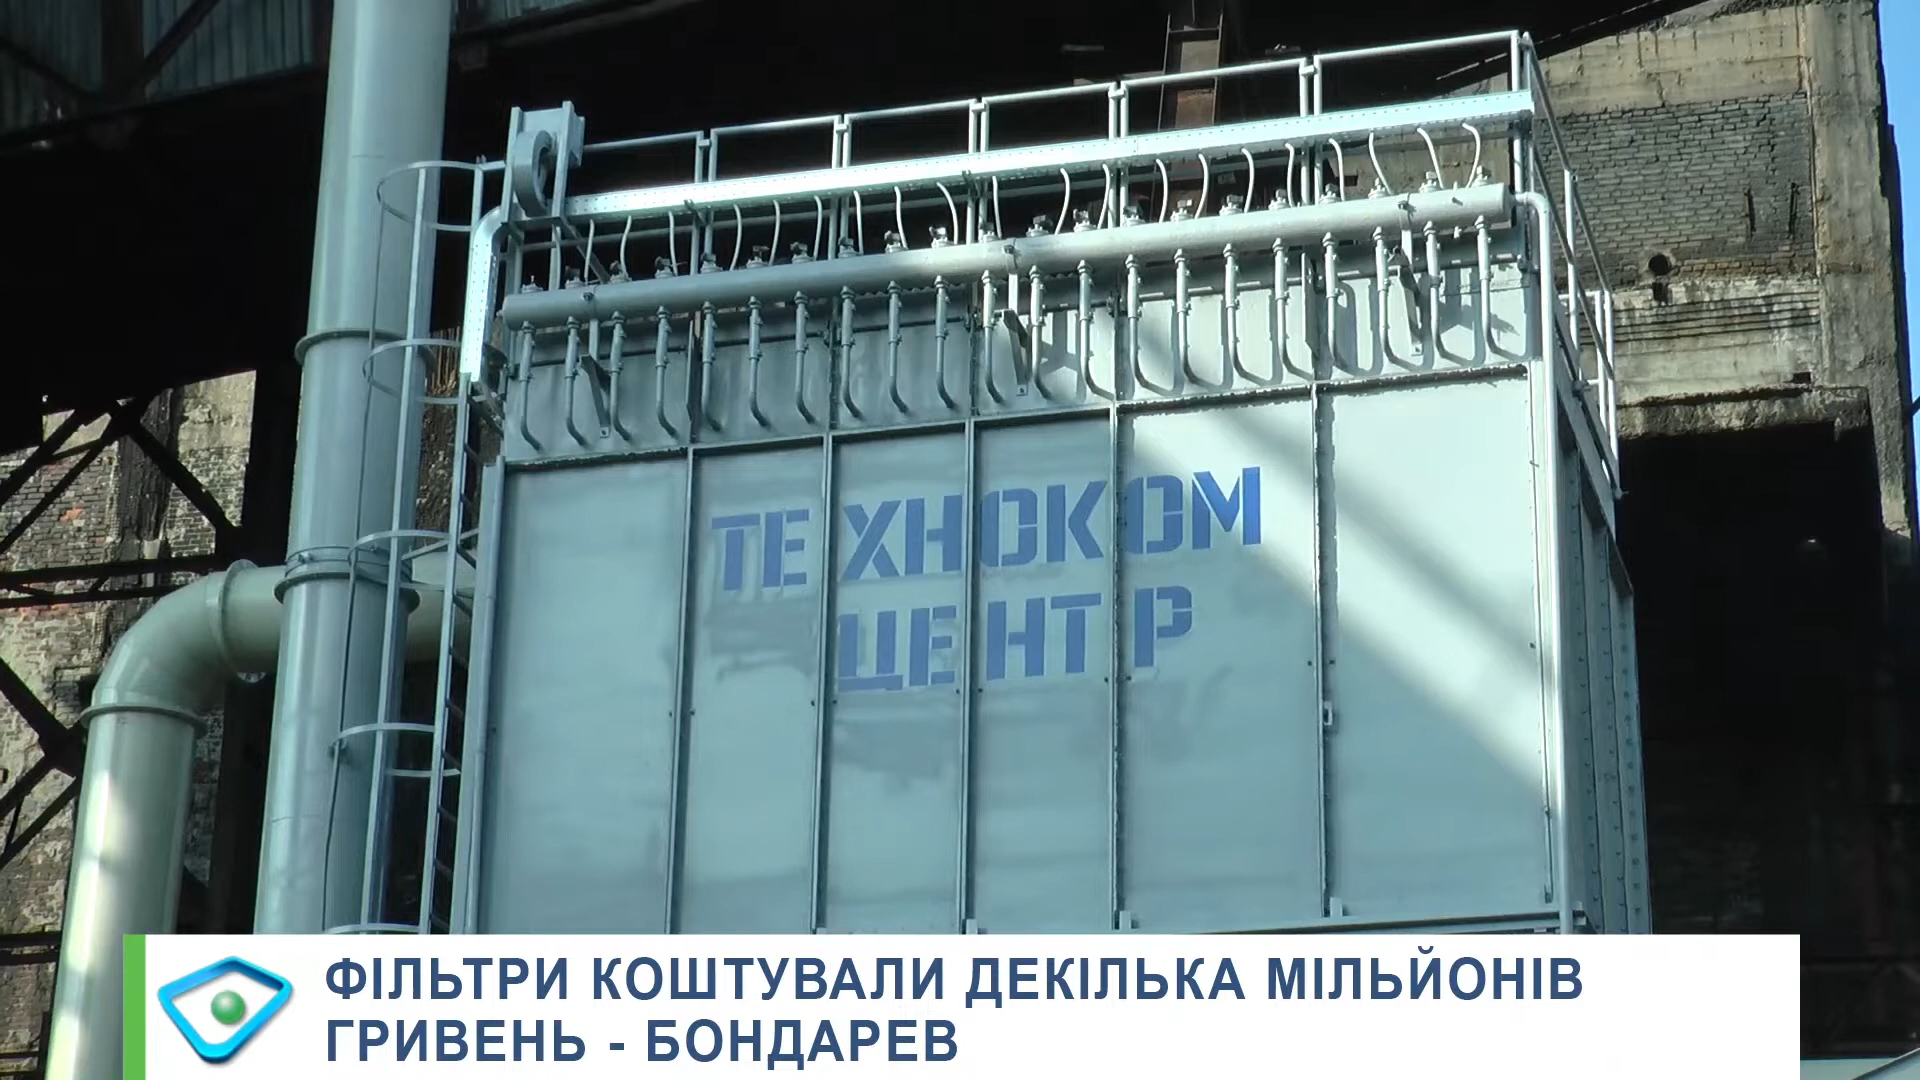 ТЕХНОКОМ
ЦЕНТР
ФІЛЬТРИ КОШТУВАЛИ ДЕКІЛЬКА МІЛЬЙОНІВ
ГРИВЕНЬ - БОНДАРЕВ